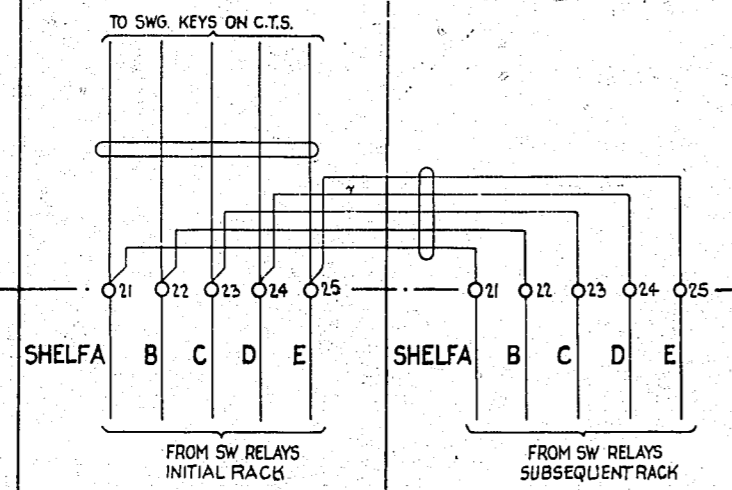 TO SWG. KEYS ON C.T.S.
21 22 23 24 25 21 22 23 24 25
SHELFA B C D E SHELFA B C D E
FROM SW RELAYS
INITIAL RACK
FROM SW RELAYS
SUBSEQUENT RACK